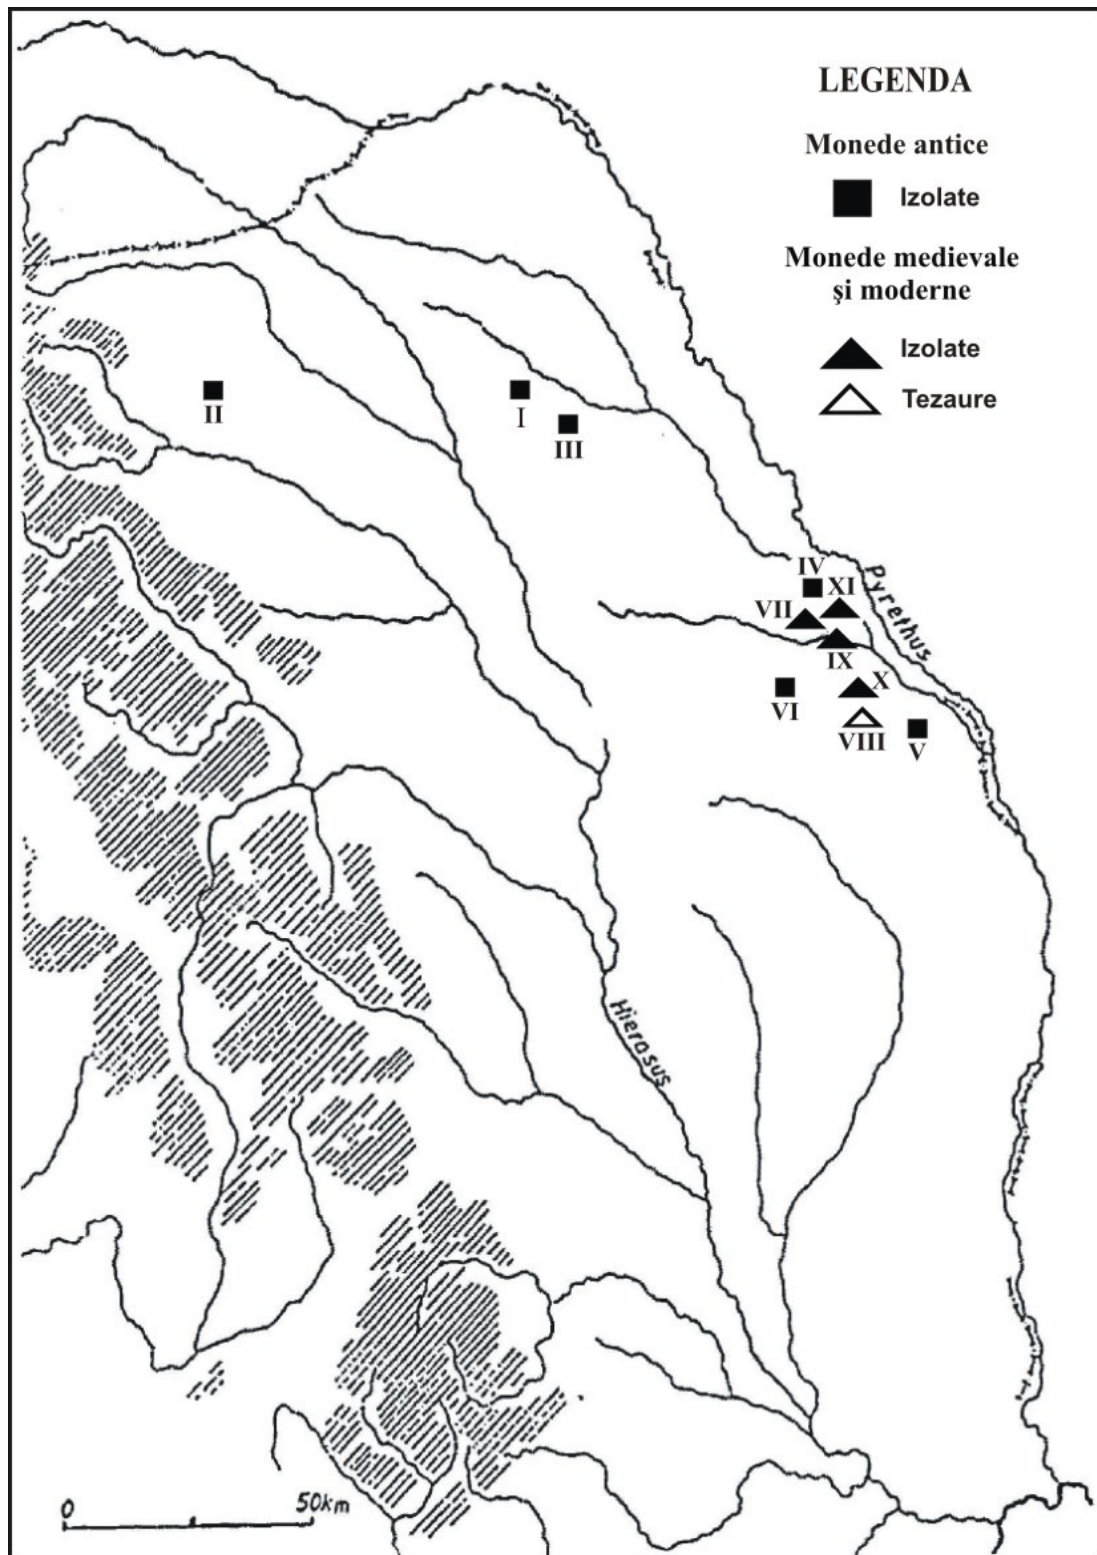 LEGENDA
Monede antice
Izolate
Monede medievale
și moderne
Izolate
Tezaure
II
I
III
IV
XI
VII
Pyrethus
IX
X
VI
VIII
V
Hierasus
0
50km